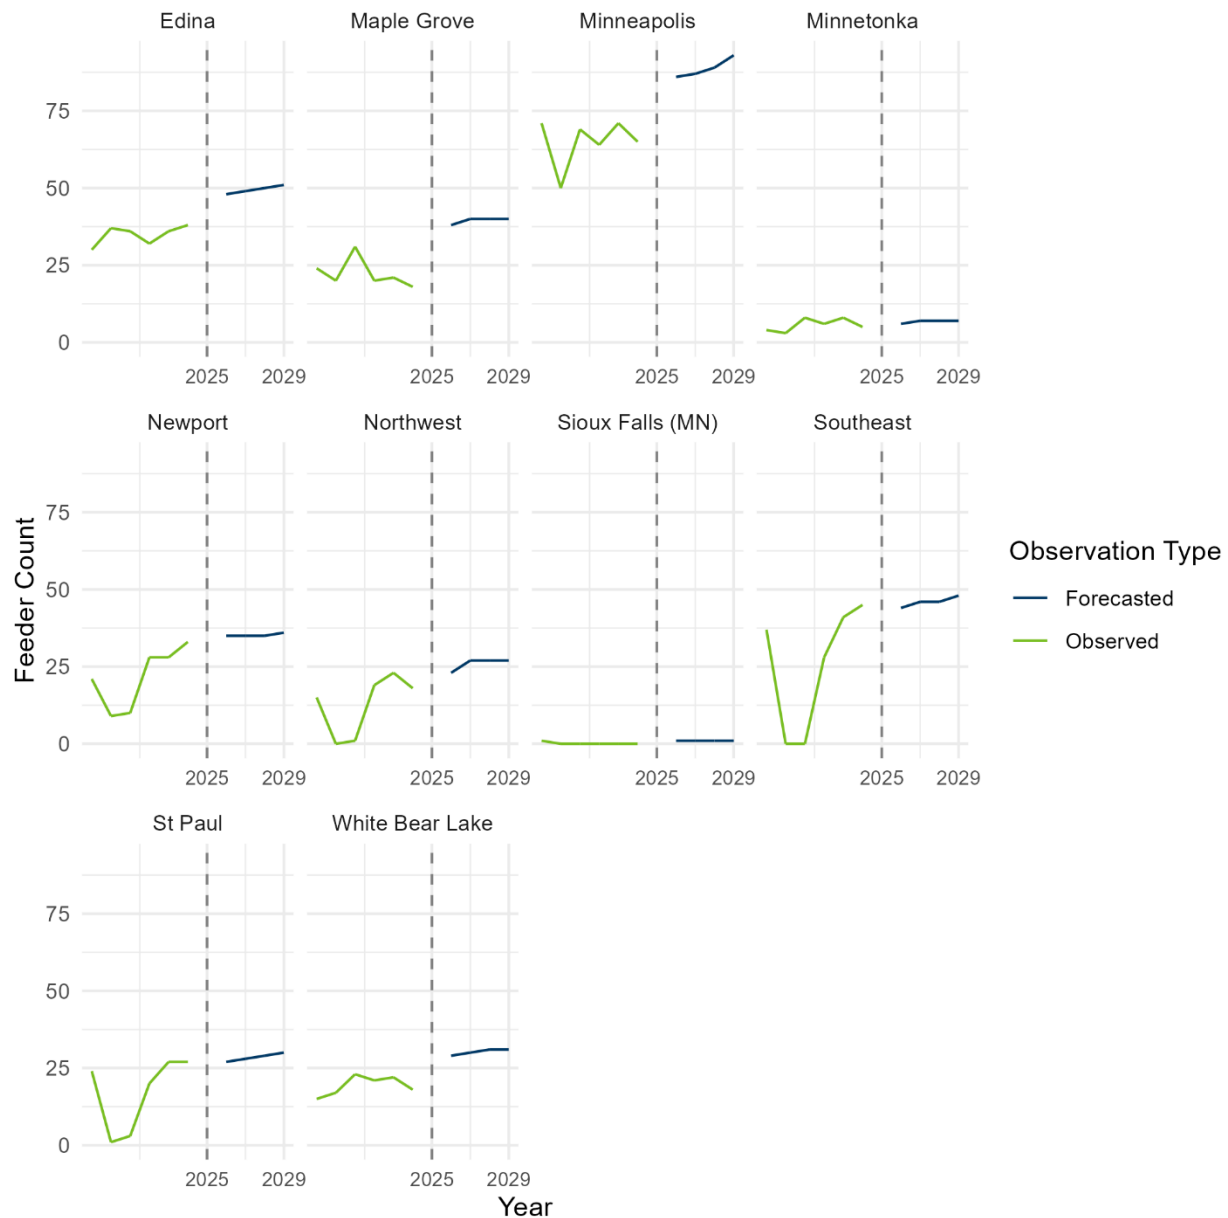 Edina Maple Grove Minneapolis Minnetonka
75
50
25
0
2025 2029 2025 2029 2025 2029 2025 2029
Newport Northwest Sioux Falls (MN) Southeast
75
50
25
0
2025 2029 2025 2029 2025 2029 2025 2029
St Paul White Bear Lake
75
50
25
0
2025 2029 2025 2029
Feeder Count
Year
Observation Type
Forecasted
Observed